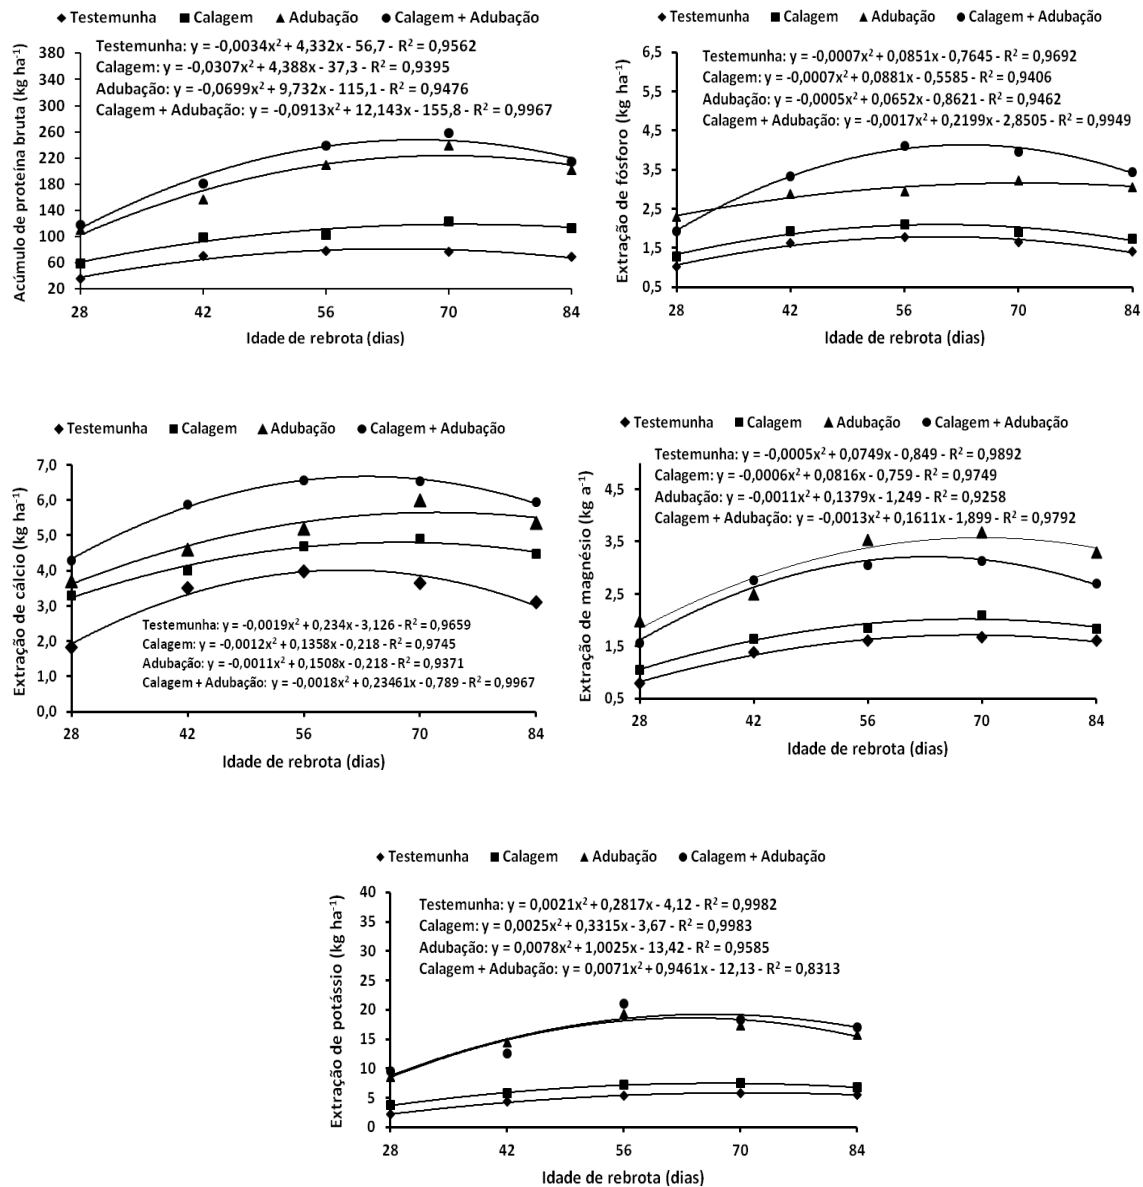 Testemunha Calagem Adubação Calagem + Adubação
Testemunha: y = -0,0034x² + 4,332x - 56,7 - R² = 0,9562
Calagem: y = -0,0307x² + 4,388x - 37,3 - R² = 0,9395
Adubação: y = -0,0699x² + 9,732x - 115,1 - R² = 0,9476
Calagem + Adubação: y = -0,0913x² + 12,143x - 155,8 - R² = 0,9967
Acúmulo de proteína bruta (kg ha⁻¹)
380
340
300
260
220
180
140
100
60
20
28 42 56 70 84
Idade de rebrota (dias)
Testemunha Calagem Adubação Calagem + Adubação
Testemunha: y = -0,0007x² + 0,0851x - 0,7645 - R² = 0,9692
Calagem: y = -0,0007x² + 0,0881x - 0,5585 - R² = 0,9406
Adubação: y = -0,0005x² + 0,0652x - 0,8621 - R² = 0,9462
Calagem + Adubação: y = -0,0017x² + 0,2199x - 2,8505 - R² = 0,9949
Extração de fósforo (kg ha⁻¹)
6,5
5,5
4,5
3,5
2,5
1,5
0,5
28 42 56 70 84
Idade de rebrota (dias)
Testemunha Calagem Adubação Calagem + Adubação
Extração de cálcio (kg ha⁻¹)
7,0
6,0
5,0
4,0
3,0
2,0
1,0
0,0
Testemunha: y = -0,0019x² + 0,234x - 3,126 - R² = 0,9659
Calagem: y = -0,0012x² + 0,1358x - 0,218 - R² = 0,9745
Adubação: y = -0,0011x² + 0,1508x - 0,218 - R² = 0,9371
Calagem + Adubação: y = -0,0018x² + 0,23461x - 0,789 - R² = 0,9967
28 42 56 70 84
Idade de rebrota (dias)
Testemunha Calagem Adubação Calagem + Adubação
Testemunha: y = -0,0005x² + 0,0749x - 0,849 - R² = 0,9892
Calagem: y = -0,0006x² + 0,0816x - 0,759 - R² = 0,9749
Adubação: y = -0,0011x² + 0,1379x - 1,249 - R² = 0,9258
Calagem + Adubação: y = -0,0013x² + 0,1611x - 1,899 - R² = 0,9792
Extração de magnésio (kg a⁻¹)
4,5
3,5
2,5
1,5
0,5
28 42 56 70 84
Idade de rebrota (dias)
Testemunha Calagem Adubação Calagem + Adubação
Testemunha: y = 0,0021x² + 0,2817x - 4,12 - R² = 0,9982
Calagem: y = 0,0025x² + 0,3315x - 3,67 - R² = 0,9983
Adubação: y = 0,0078x² + 1,0025x - 13,42 - R² = 0,9585
Calagem + Adubação: y = 0,0071x² + 0,9461x - 12,13 - R² = 0,8313
Extração de potássio (kg ha⁻¹)
40
35
30
25
20
15
10
5
0
28 42 56 70 84
Idade de rebrota (dias)